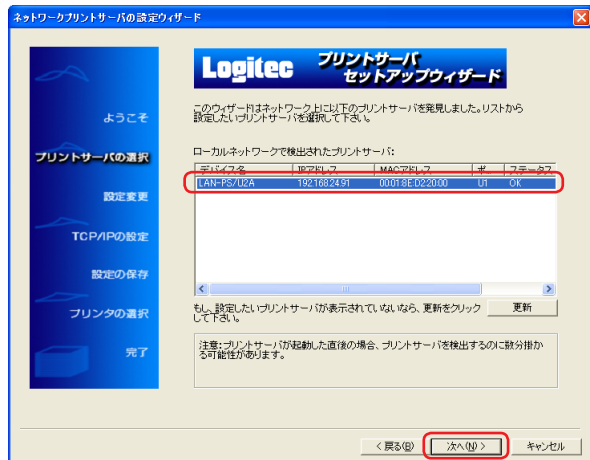 ネットワークプリントサーバの設定ウィザード
Logitec
プリントサーバ
セットアップウィザード
ようこそ
プリントサーバの選択
設定変更
TCP/IPの設定
設定の保存
プリンタの選択
完了
このウィザードはネットワーク上に以下のプリントサーバを発見しました。リストから
設定したいプリントサーバを選択して下さい。
ローカルネットワークで検出されたプリントサーバ:
デバイス名 IPアドレス MACアドレス ポ... ステータス
LAN-PS/U2A 192.168.24.91 00:01:8E:D2:20:00 U1 OK
もし、設定したいプリントサーバが表示されていないなら、更新をクリック
して下さい。
更新
注意:プリントサーバが起動した直後の場合、プリントサーバを検出するのに数分掛か
る可能性があります。
< 戻る(B) 次へ(N) > キャンセル